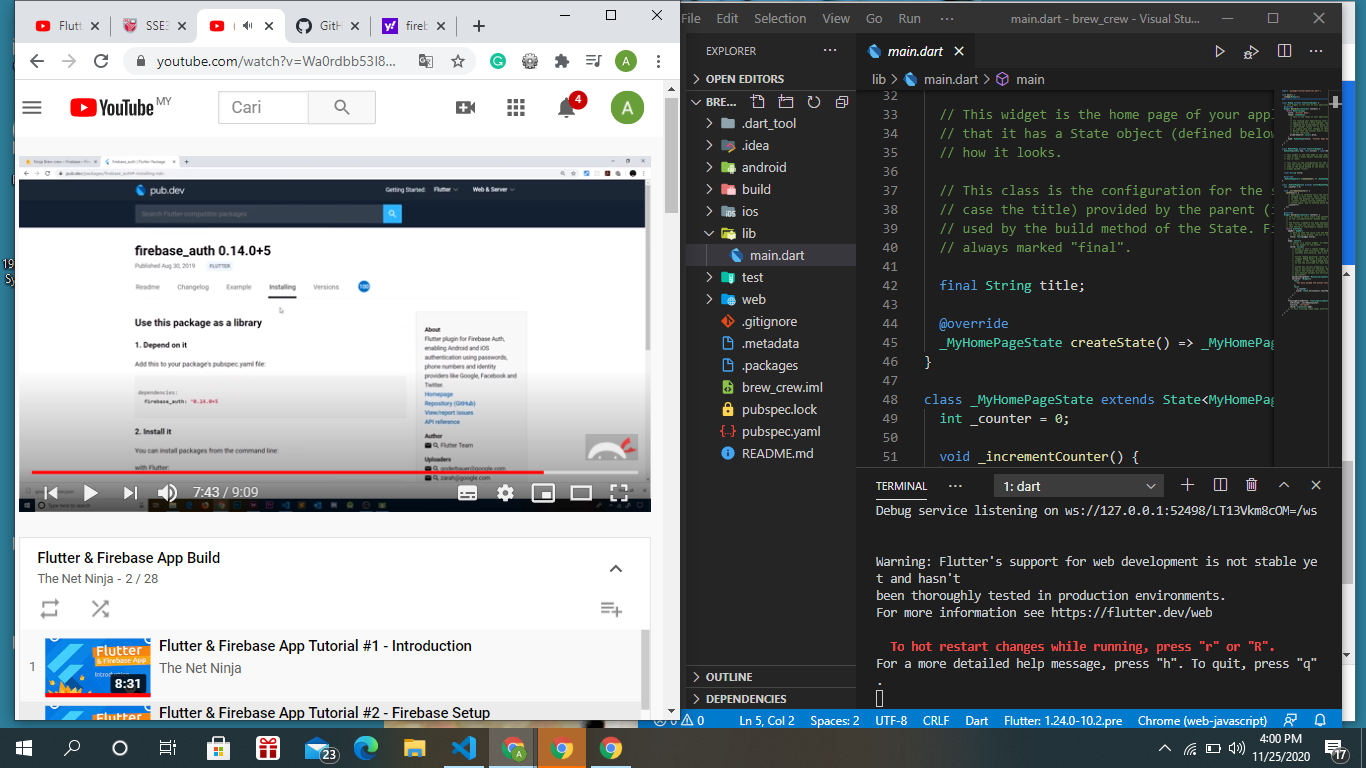 Flutt
SSE3
(
GitH
fireb
youtube.com/watch?v=Wa0rdbb53I8...
A
YouTube MY
Cari
4
A
pub.dev
Getting Started:
Flutter
Web & Server
Search Flutter compatible packages
firebase_auth 0.14.0+5
Published Aug 30, 2019
FLUTTER
Readme
Changelog
Example
Installing
Versions
100
Use this package as a library
1. Depend on it
Add this to your package's pubspec.yaml file:
dependencies:
firebase_auth: ^0.14.0+5
2. Install it
You can install packages from the command line:
with Flutter:
About
Flutter plugin for Firebase Auth,
enabling Android and iOS
authentication using passwords,
phone numbers and identity
providers like Google, Facebook and
Twitter.
Homepage
Repository (GitHub)
View/report issues
API reference
Author
Flutter Team
Uploaders
goderbauer@google.com
zarah@google.com
7:43 / 9:09
Flutter & Firebase App Build
The Net Ninja - 2 / 28
1
Flutter
& Firebase App
Introduction
8:31
Flutter & Firebase App Tutorial #1 - Introduction
The Net Ninja
Flutter
Flutter & Firebase App Tutorial #2 - Firebase Setup
File
Edit
Selection
View
Go
Run
...
main.dart - brew_crew - Visual Stu...
EXPLORER
...
OPEN EDITORS
BRE...
.dart_tool
.idea
android
build
ios
lib
main.dart
test
web
.gitignore
.metadata
.packages
brew_crew.iml
pubspec.lock
pubspec.yaml
README.md
OUTLINE
DEPENDENCIES
main.dart
lib > main.dart > main
32
33 // This widget is the home page of your appl
34 // that it has a State object (defined below
35 // how it looks.
36
37 // This class is the configuration for the s
38 // case the title) provided by the parent (i
39 // used by the build method of the State. Fi
40 // always marked "final".
41
42 final String title;
43
44 @override
45 _MyHomePageState createState() => _MyHomePag
46 }
47
48 class _MyHomePageState extends State<MyHomePag
49 int _counter = 0;
50
51 void _incrementCounter() {
TERMINAL
...
1: dart
Debug service listening on ws://127.0.0.1:52498/LT13Vkm8cOM=/ws
Warning: Flutter's support for web development is not stable ye
t and hasn't
been thoroughly tested in production environments.
For more information see https://flutter.dev/web
To hot restart changes while running, press "r" or "R".
For a more detailed help message, press "h". To quit, press "q"
.
0
Ln 5, Col 2
Spaces: 2
UTF-8
CRLF
Dart
Flutter: 1.24.0-10.2.pre
Chrome (web-javascript)
23
A
4:00 PM
11/25/2020
17
19
Sy